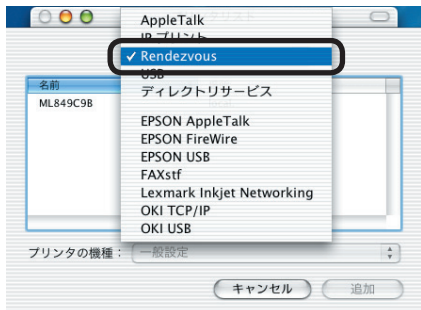 AppleTalk
IP プリント
✓ Rendezvous
USB
ディレクトリサービス
EPSON AppleTalk
EPSON FireWire
EPSON USB
FAXstf
Lexmark Inkjet Networking
OKI TCP/IP
OKI USB
名前
ML849C9B
プリンタの機種：
一般設定
キャンセル
追加